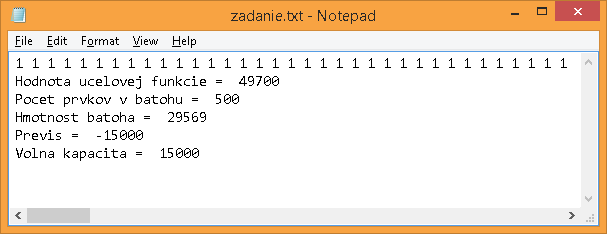 zadanie.txt - Notepad
File Edit Format View Help
1 1 1 1 1 1 1 1 1 1 1 1 1 1 1 1 1 1 1 1 1 1 1 1 1 1 1 1 1 1 1 1 1 1 1
Hodnota ucelovej funkcie =  49700
Pocet prvkov v batohu =  500
Hmotnost batoha =  29569
Previs =  -15000
Volna kapacita =  15000